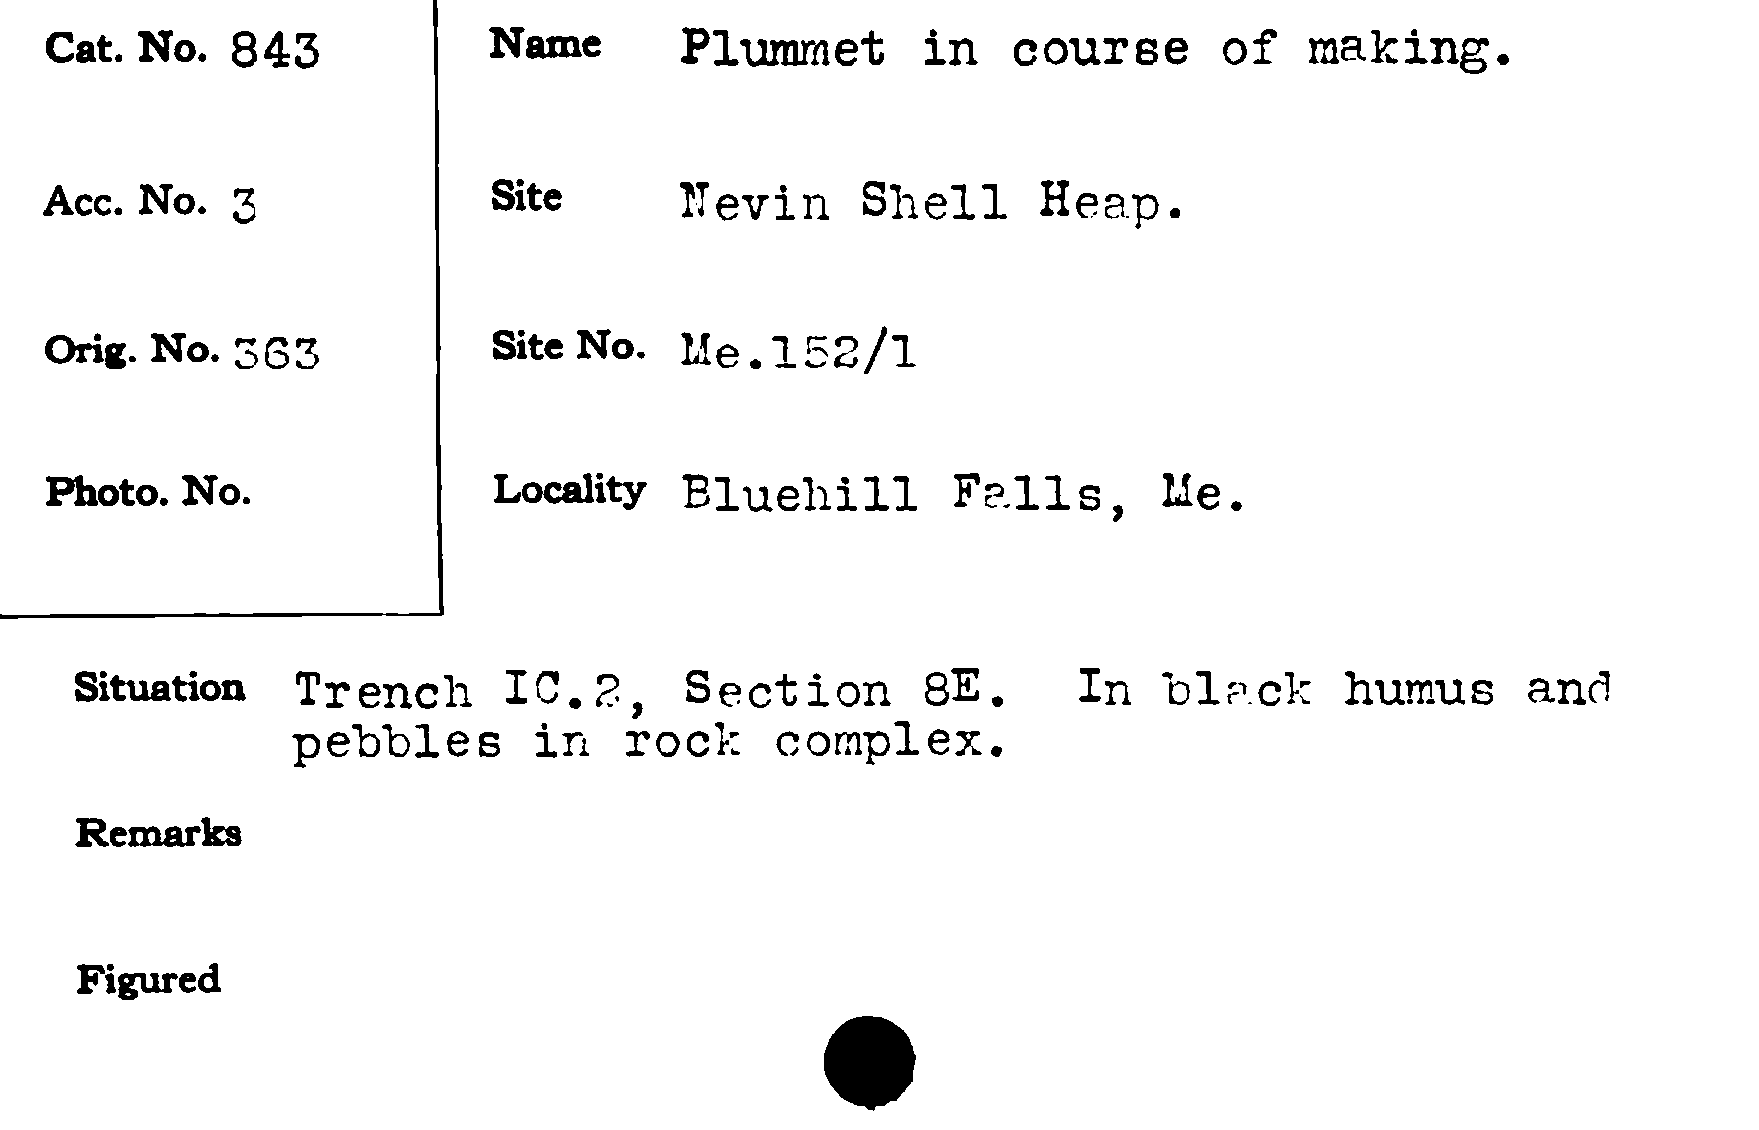 Cat. No. 843
Name Plummet in course of making.
Acc. No. 3
Site Nevin Shell Heap.
Orig. No. 363
Site No. Me.152/1
Photo. No.
Locality Bluehill Falls, Me.
Situation Trench IC.2, Section 8E. In black humus and
pebbles in rock complex.
Remarks
Figured